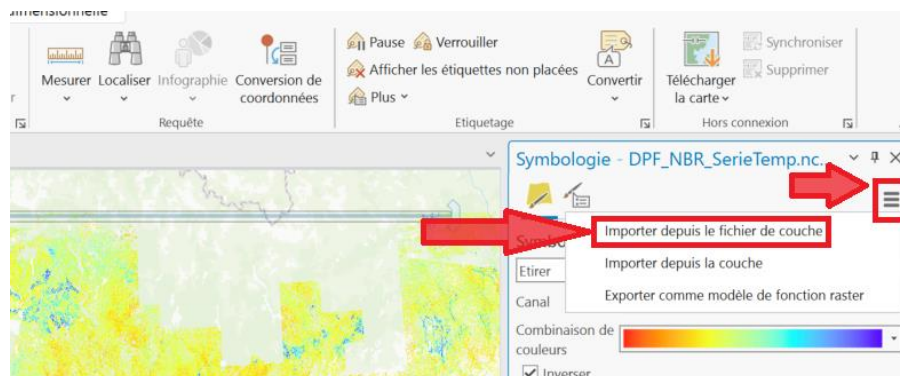 Mesurer Localiser Infographie Conversion de coordonnées
Requête
Pause Verrouiller
Afficher les étiquettes non placées
Plus
Convertir
Etiquetage
Télécharger la carte
Synchroniser
Supprimer
Hors connexion
Symbologie - DPF_NBR_SerieTemp.nc...
Importer depuis le fichier de couche
Importer depuis la couche
Exporter comme modèle de fonction raster
Etirer
Canal
Combinaison de
couleurs
Inverser